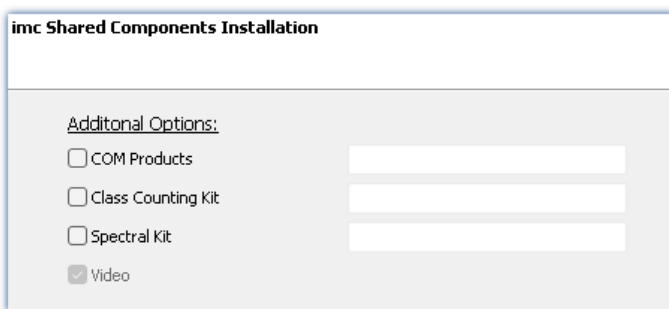 imc Shared Components Installation
Additonal Options:
COM Products
Class Counting Kit
Spectral Kit
Video